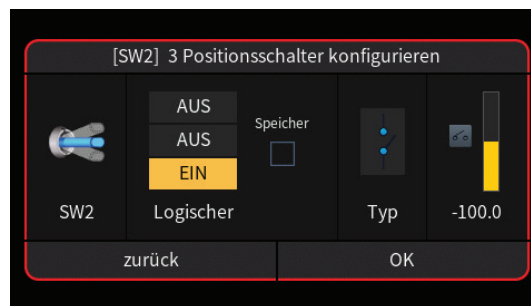 [SW2] 3 Positionsschalter konfigurieren
AUS
AUS
EIN
Speicher
SW2
Logischer
Typ
-100.0
zurück
OK